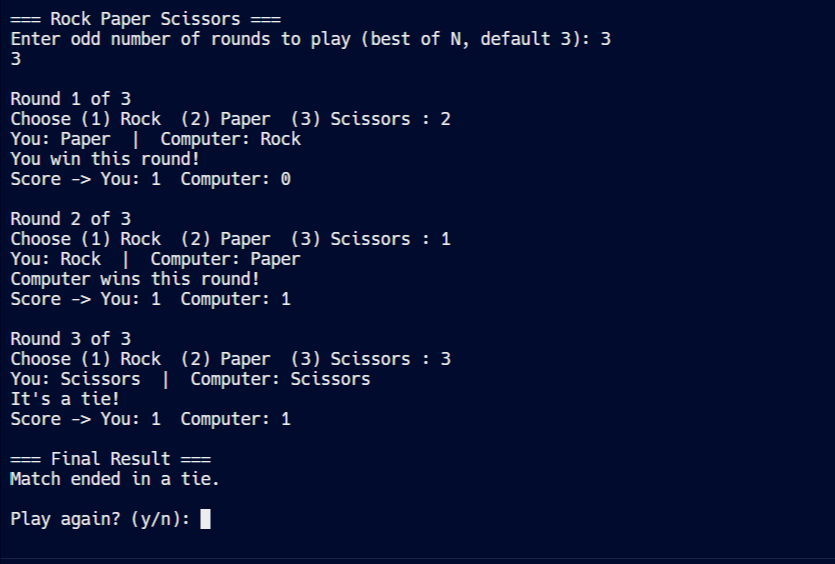 === Rock Paper Scissors ===
Enter odd number of rounds to play (best of N, default 3): 3
3
Round 1 of 3
Choose (1) Rock  (2) Paper  (3) Scissors : 2
You: Paper  |  Computer: Rock
You win this round!
Score -> You: 1  Computer: 0
Round 2 of 3
Choose (1) Rock  (2) Paper  (3) Scissors : 1
You: Rock  |  Computer: Paper
Computer wins this round!
Score -> You: 1  Computer: 1
Round 3 of 3
Choose (1) Rock  (2) Paper  (3) Scissors : 3
You: Scissors  |  Computer: Scissors
It's a tie!
Score -> You: 1  Computer: 1
=== Final Result ===
Match ended in a tie.
Play again? (y/n):